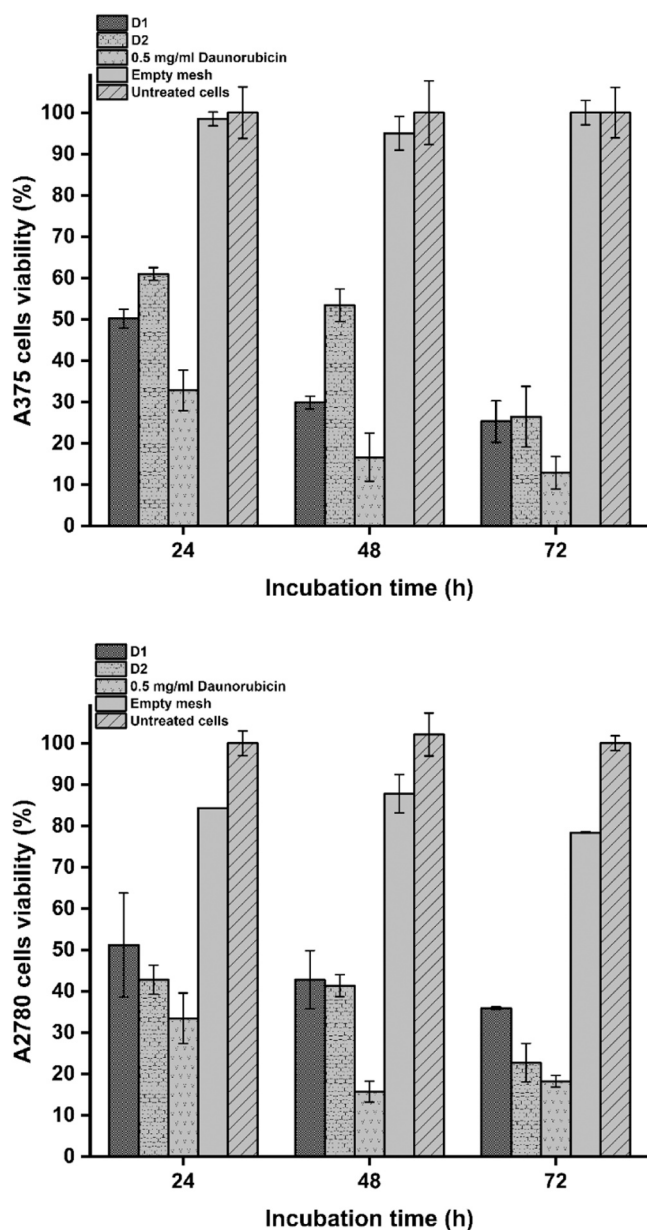 D1
D2
0.5 mg/ml Daunorubicin
Empty mesh
Untreated cells
A375 cells viability (%)
100
90
80
70
60
50
40
30
20
10
0
24 48 72
Incubation time (h)
D1
D2
0.5 mg/ml Daunorubicin
Empty mesh
Untreated cells
A2780 cells viability (%)
100
90
80
70
60
50
40
30
20
10
0
24 48 72
Incubation time (h)